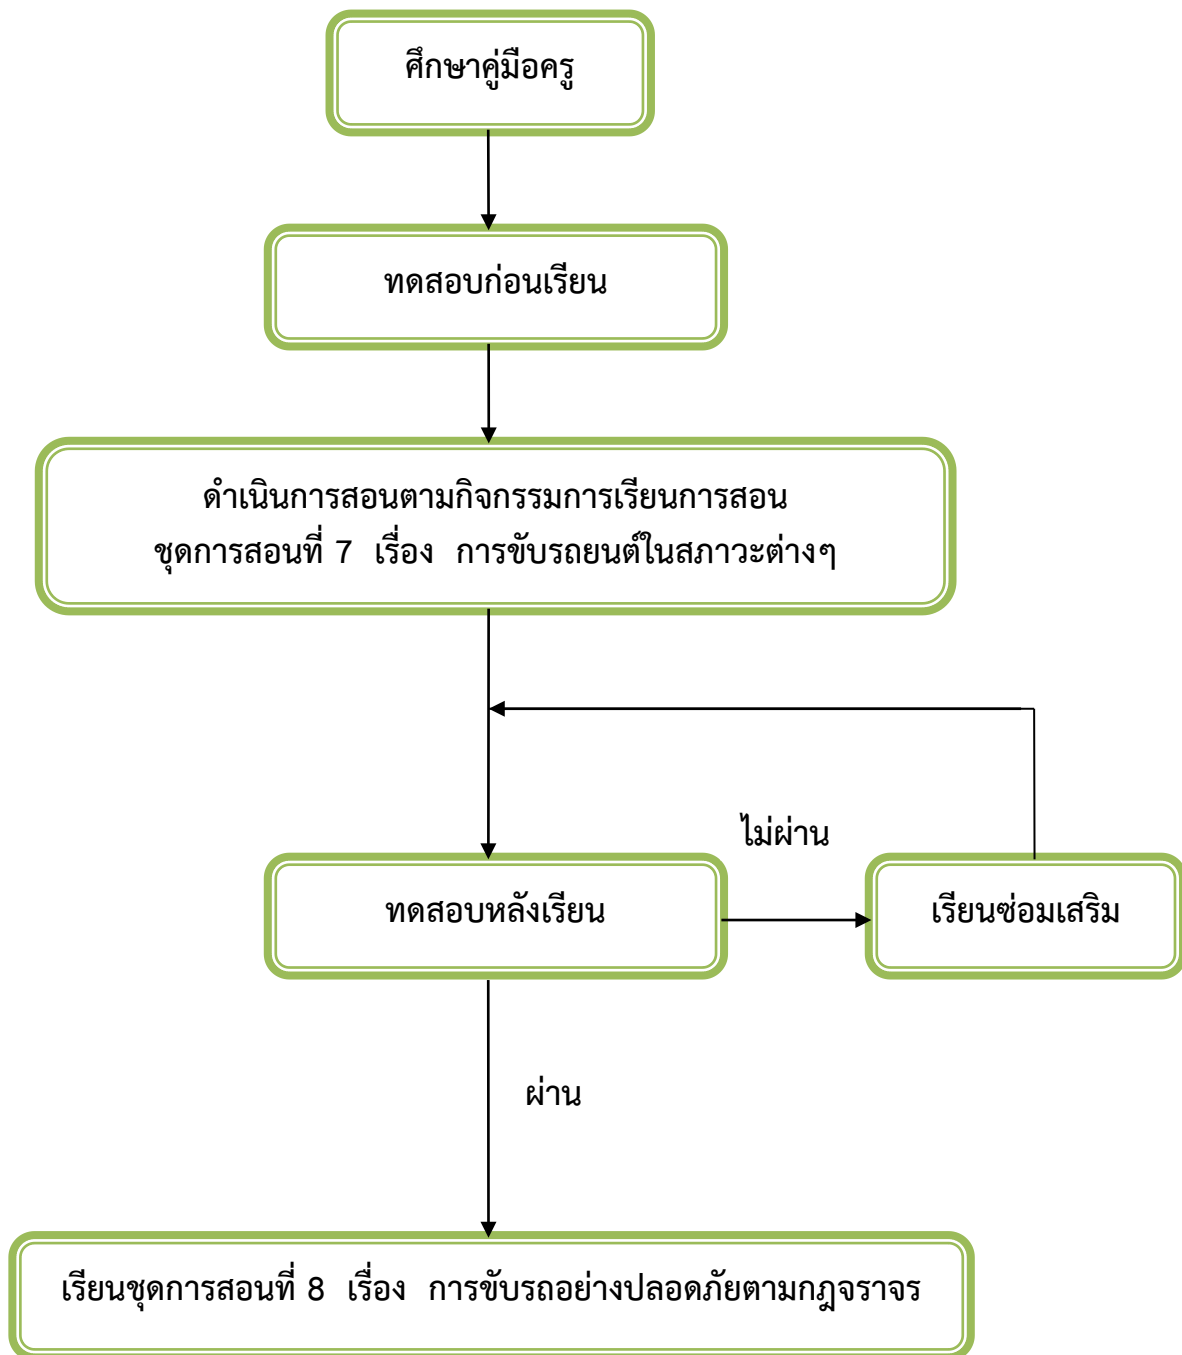 ศึกษาคู่มือครู
ทดสอบก่อนเรียน
ดำเนินการสอนตามกิจกรรมการเรียนการสอน
ชุดการสอนที่ 7 เรื่อง การขับรถยนต์ในสภาวะต่างๆ
ไม่ผ่าน
ทดสอบหลังเรียน
เรียนซ่อมเสริม
ผ่าน
เรียนชุดการสอนที่ 8 เรื่อง การขับรถอย่างปลอดภัยตามกฎจราจร